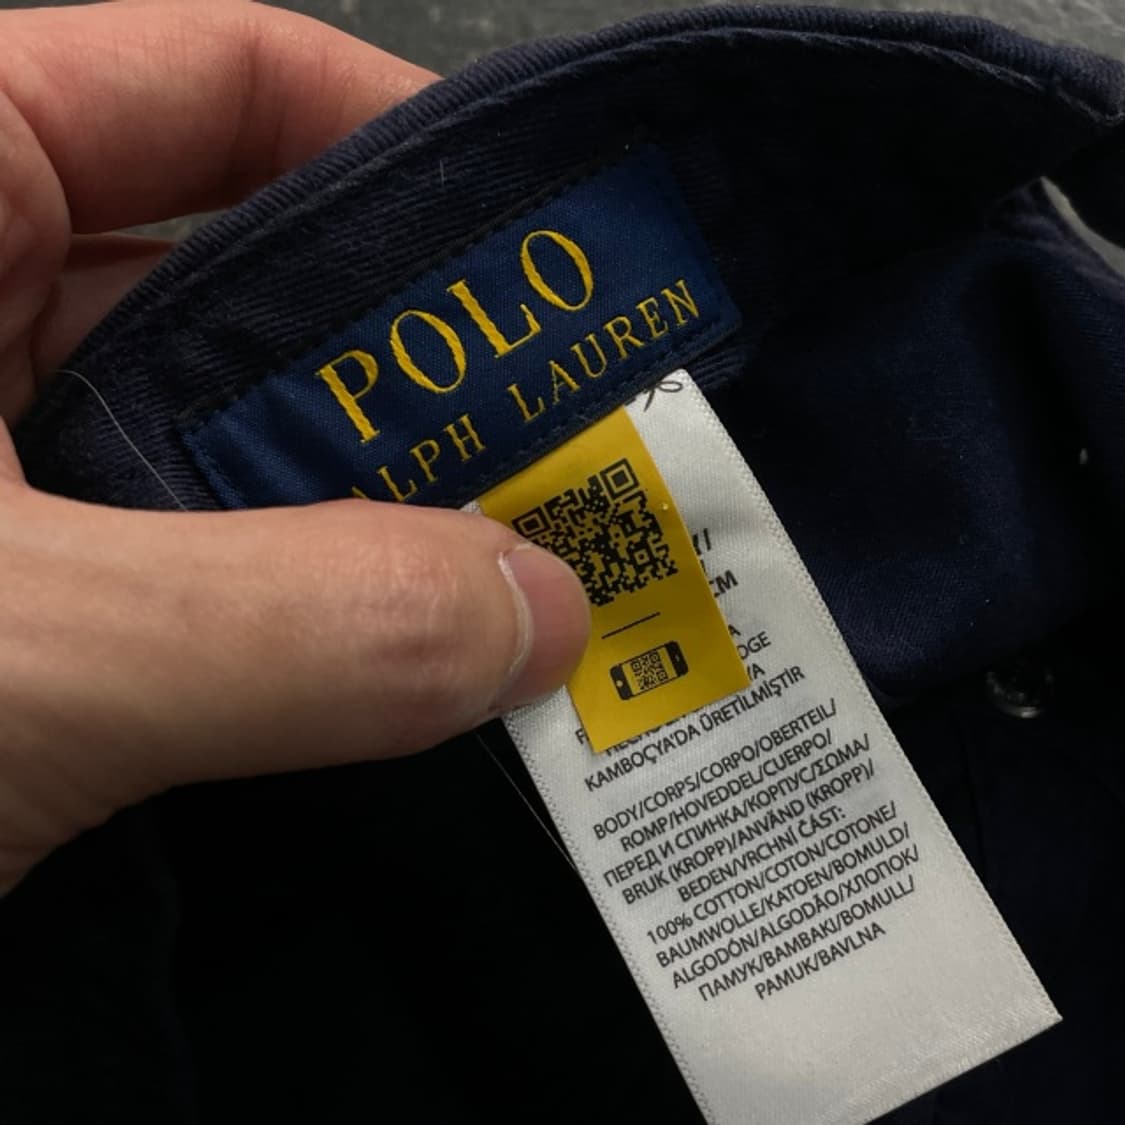 POLO
ALPH LAUREN
CM
KAMBOÇYA'DA ÜRETİLMİŞTİR
BODY/CORPS/CORPO/OBERTEIL/
ROMP/HOVEDDEL/CUERPO/
ПЕРЕД И СПИНКА/КОРПУС/ΣΩΜΑ/
BRUK (KROPP)/ANVÄND (KROPP)/
BEDEN/VRCHNÍ ČÁST:
100% COTTON/COTON/COTONE/
BAUMWOLLE/KATOEN/BOMULD/
ALGODÓN/ALGODÃO/ХЛОПОК/
ПАМУК/BAMBAKI/BOMULL/
PAMUK/BAVLNA